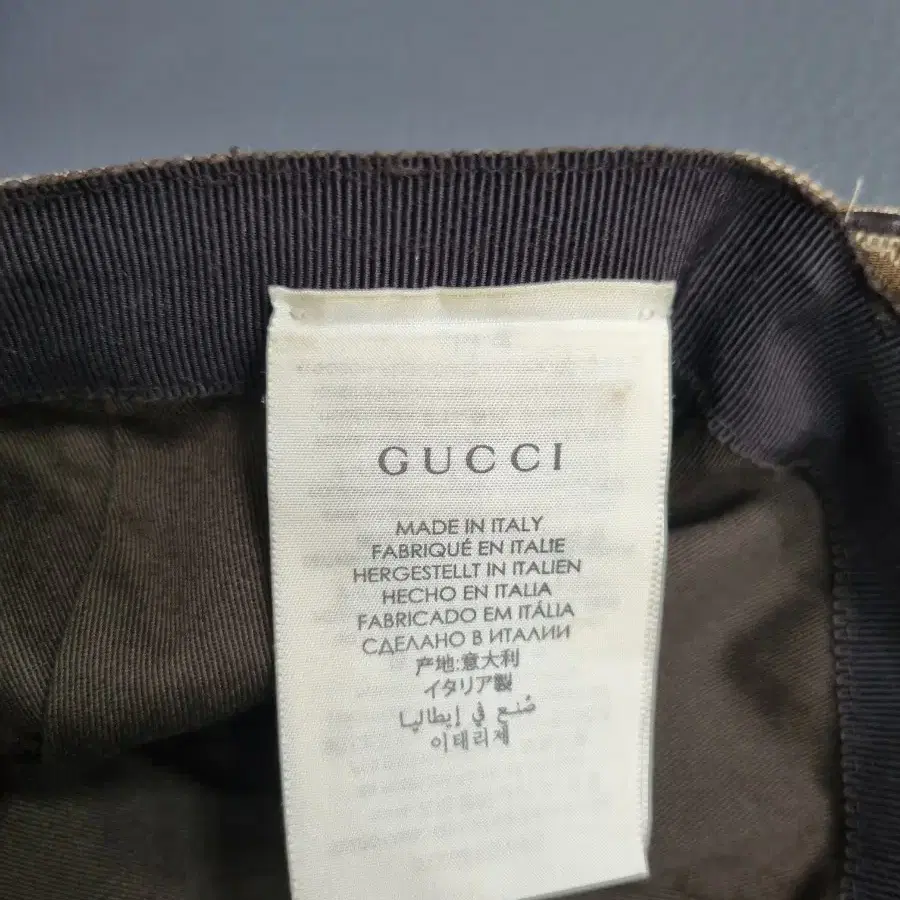 GUCCI
MADE IN ITALY
FABRIQUÉ EN ITALIE
HERGESTELLT IN ITALIEN
HECHO EN ITALIA
FABRICADO EM ITÁLIA
СДЕЛАНО В ИТАЛИИ
产地:意大利
イタリア製
صُنع في إيطاليا
이태리제